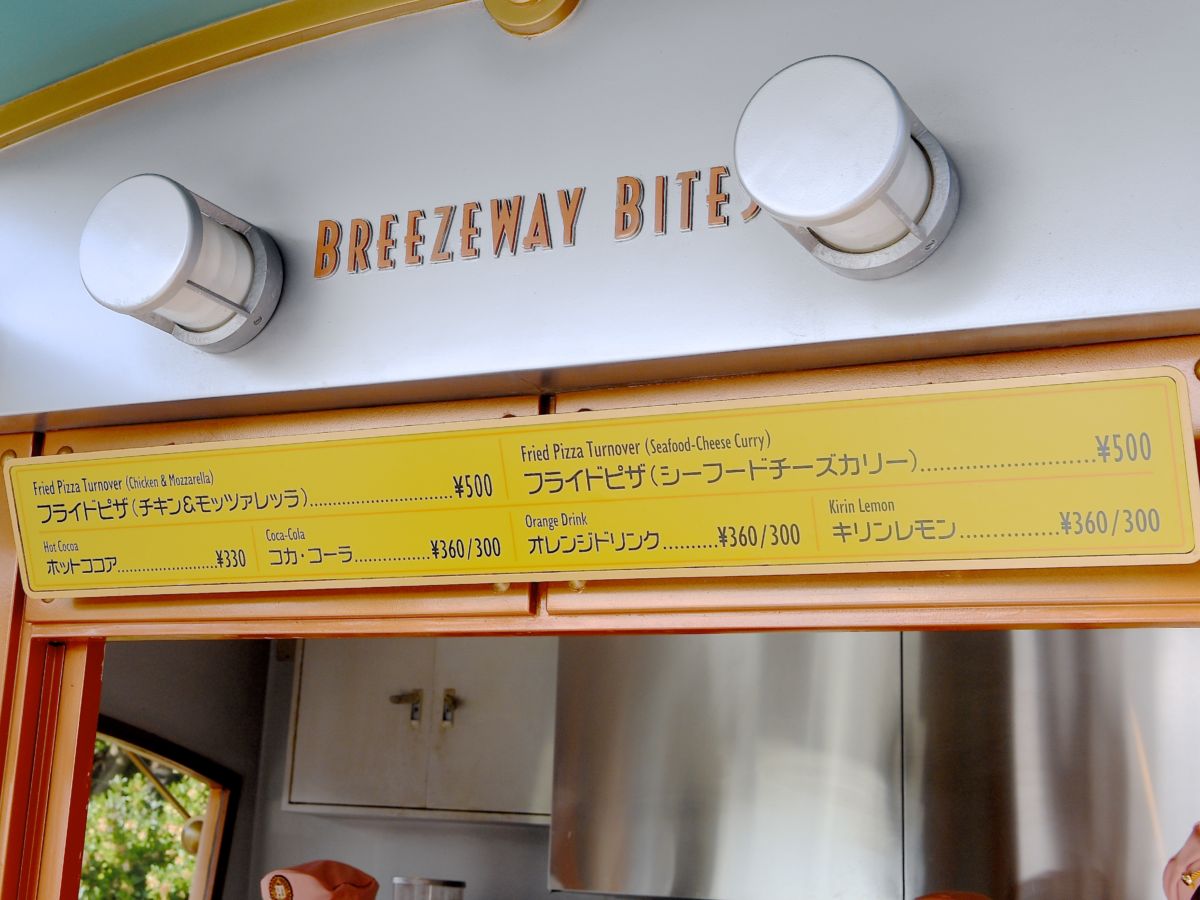 BREEZEWAY BITES
Fried Pizza Turnover (Chicken & Mozzarella)
フライドピザ(チキン&モッツァレッラ)..........................¥500
Fried Pizza Turnover (Seafood-Cheese Curry)
フライドピザ(シーフードチーズカリー)..........................¥500
Hot Cocoa
ホットココア........................¥330
Coca-Cola
コカ・コーラ..............¥360/300
Orange Drink
オレンジドリンク..........¥360/300
Kirin Lemon
キリンレモン..................¥360/300